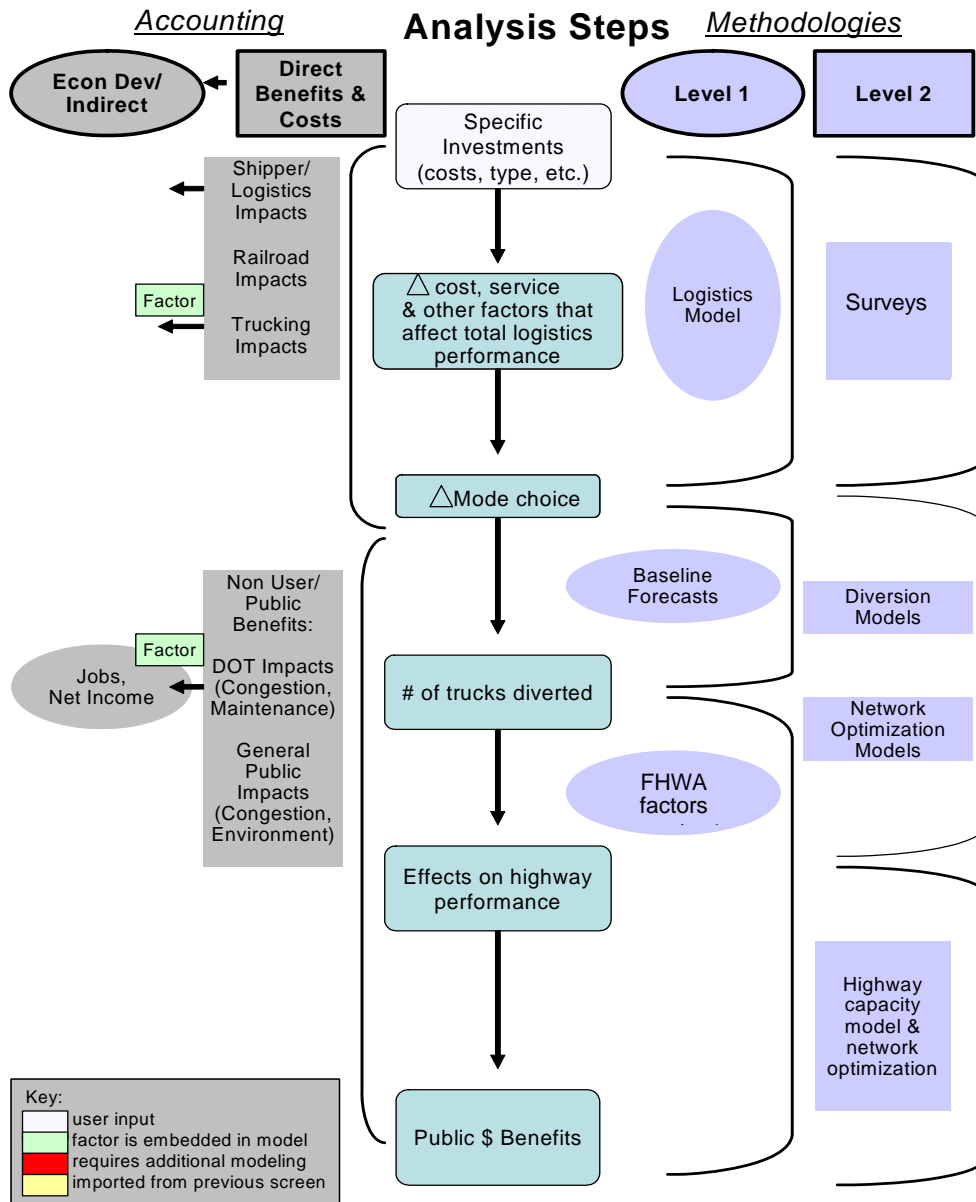 Accounting
Analysis Steps
Methodologies
Econ Dev/
Indirect
Direct
Benefits &
Costs
Level 1
Level 2
Specific
Investments
(costs, type, etc.)
Shipper/
Logistics
Impacts
Railroad
Impacts
Factor
Trucking
Impacts
△ cost, service
& other factors that
affect total logistics
performance
Logistics
Model
Surveys
△Mode choice
Non User/
Public
Benefits:
Factor
DOT Impacts
(Congestion,
Maintenance)
General
Public
Impacts
(Congestion,
Environment)
Jobs,
Net Income
Baseline
Forecasts
Diversion
Models
# of trucks diverted
Network
Optimization
Models
FHWA
factors
Effects on highway
performance
Highway
capacity
model &
network
optimization
Public $ Benefits
Key:
user input
factor is embedded in model
requires additional modeling
imported from previous screen